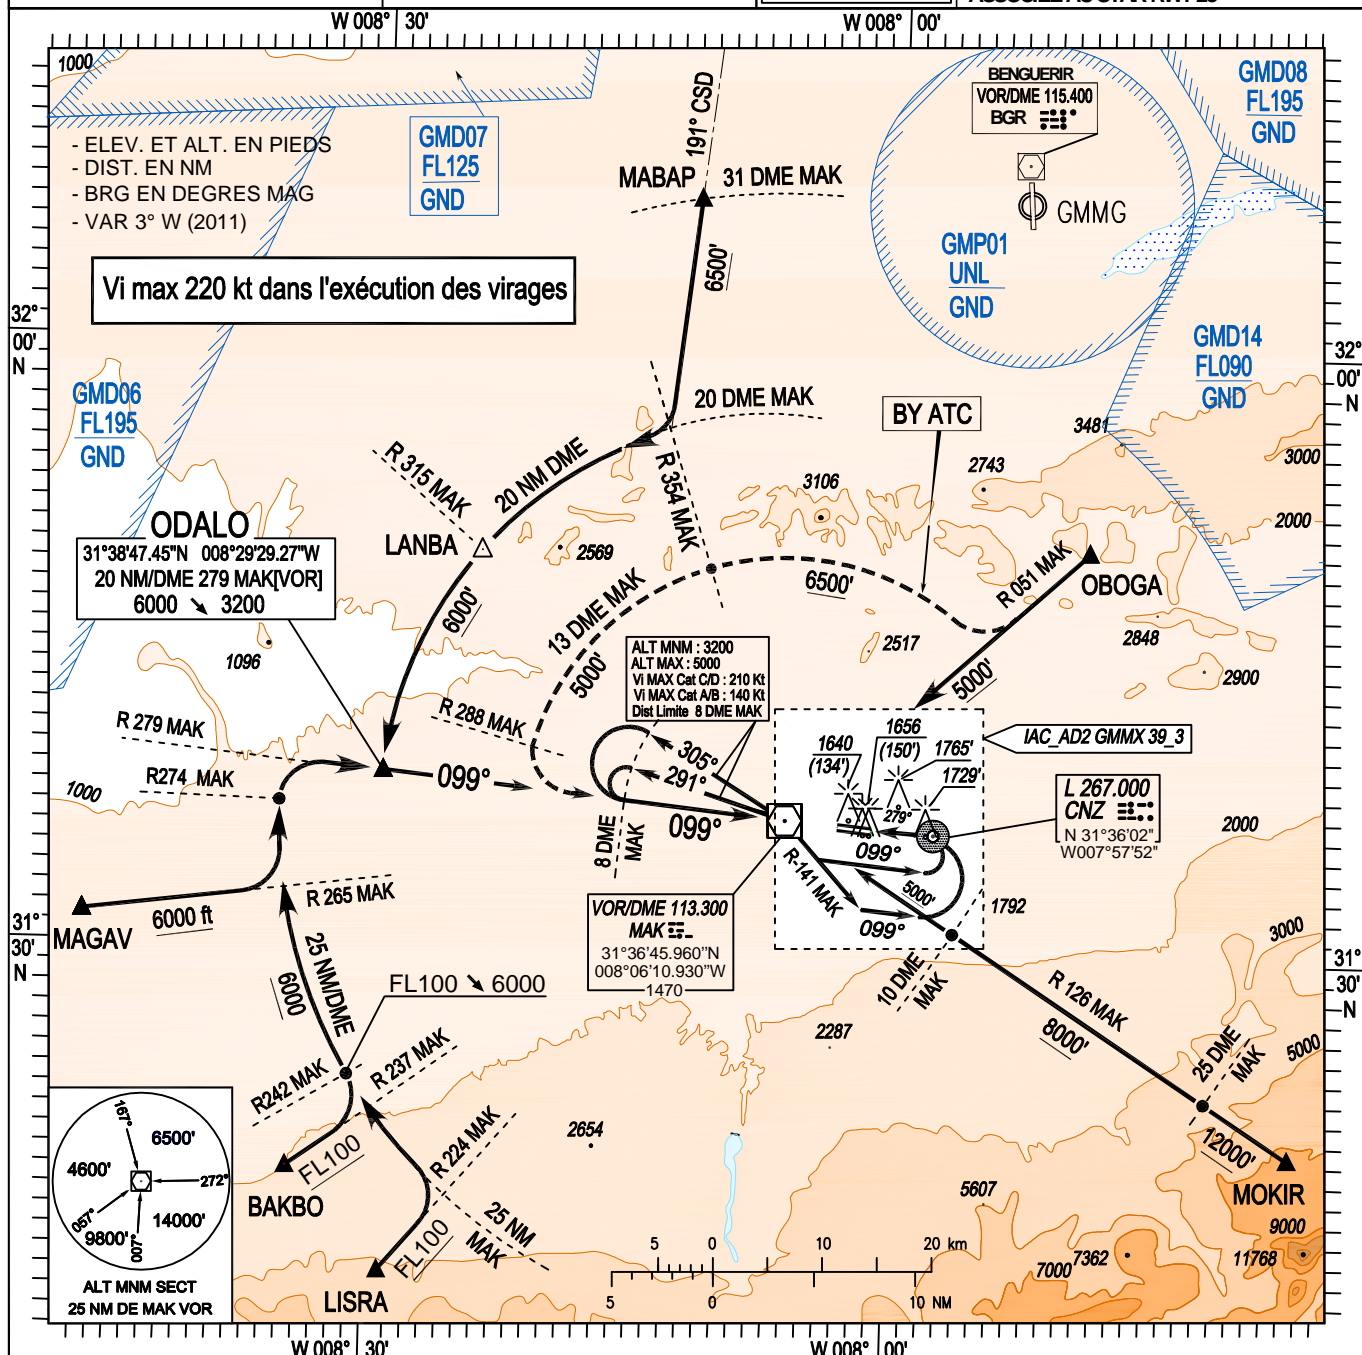 W 008° 30'
W 008° 00'
1000
- ELEV. ET ALT. EN PIEDS
- DIST. EN NM
- BRG EN DEGRES MAG
- VAR 3° W (2011)
GMD07
FL125
GND
191° CSD
MABAP
31 DME MAK
6500'
BENGUERIR
VOR/DME 115.400
BGR
GMMG
GMP01
UNL
GND
GMD08
FL195
GND
Vi max 220 kt dans l'exécution des virages
32°
00'
N
32°
00'
N
GMD14
FL090
GND
GMD06
FL195
GND
20 DME MAK
BY ATC
3481
3000
2743
R 315 MAK
20 NM DME
R 354 MAK
3106
2000
ODALO
31°38'47.45"N 008°29'29.27"W
20 NM/DME 279 MAK[VOR]
6000 ↘ 3200
LANBA
2569
6000'
13 DME MAK
5000'
6500'
R 051 MAK
OBOGA
2848
2517
2900
5000'
1096
ALT MNM : 3200
ALT MAX : 5000
Vi MAX Cat C/D : 210 Kt
Vi MAX Cat A/B : 140 Kt
Dist Limite 8 DME MAK
R 279 MAK
R 288 MAK
R274 MAK
1000
099°
305°
291°
099°
8 DME
MAK
1640
(134')
1656
(150')
1765'
1729'
279°
IAC_AD2 GMMX 39_3
L 267.000
CNZ
N 31°36'02"
W007°57'52"
2000
099°
R-141 MAK
5000'
099°
1792
6000 ft
MAGAV
R 265 MAK
31°
30'
N
31°
30'
N
VOR/DME 113.300
MAK
31°36'45.960"N
008°06'10.930"W
1470
3000
25 NM/DME
6000
FL100 ↘ 6000
10 DME
MAK
R 126 MAK
8000'
2287
25 DME
MAK
5000
R242 MAK
R 237 MAK
FL100
BAKBO
R 224 MAK
2654
12000'
MOKIR
5607
9000
11768
7362
7000
25 NM
MAK
FL100
LISRA
167°
6500'
4600'
272°
057°
14000'
9800'
007°
ALT MNM SECT
25 NM DE MAK VOR
5 0 10 20 km
5 0 10 NM
W 008° 30'
W 008° 00'